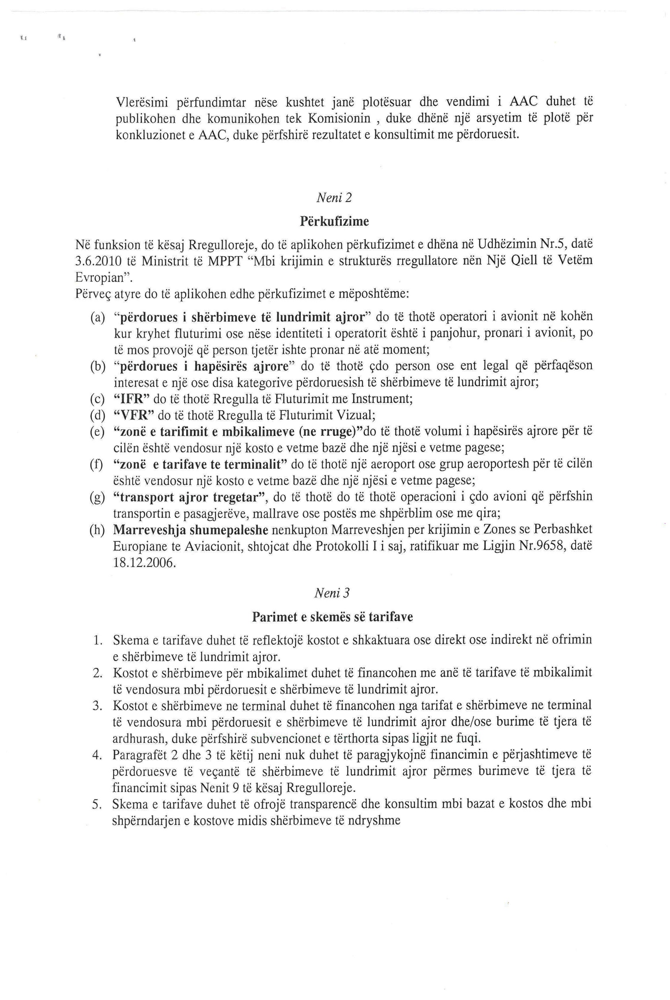 Vlerësimi përfundimtar nëse kushtet janë plotësuar dhe vendimi i AAC duhet të
publikohen dhe komunikohen tek Komisionin , duke dhënë një arsyetim të plotë për
konkluzionet e AAC, duke përfshirë rezultatet e konsultimit me përdoruesit.
Neni 2
Përkufizime
Në funksion të kësaj Rregulloreje, do të aplikohen përkufizimet e dhëna në Udhëzimin Nr.5, datë
3.6.2010 të Ministrit të MPPT “Mbi krijimin e strukturës rregullatore nën Një Qiell të Vetëm
Evropian”.
Përveç atyre do të aplikohen edhe përkufizimet e mëposhtëme:
(a) “përdorues i shërbimeve të lundrimit ajror” do të thotë operatori i avionit në kohën
kur kryhet fluturimi ose nëse identiteti i operatorit është i panjohur, pronari i avionit, po
të mos provojë që person tjetër ishte pronar në atë moment;
(b) “përdorues i hapësirës ajrore” do të thotë çdo person ose ent legal që përfaqëson
interesat e një ose disa kategorive përdoruesish të shërbimeve të lundrimit ajror;
(c) “IFR” do të thotë Rregulla të Fluturimit me Instrument;
(d) “VFR” do të thotë Rregulla të Fluturimit Vizual;
(e) “zonë e tarifimit e mbikalimeve (ne rruge)”do të thotë volumi i hapësirës ajrore për të
cilën është vendosur një kosto e vetme bazë dhe një njësi e vetme pagese;
(f) “zonë e tarifave te terminalit” do të thotë një aeroport ose grup aeroportesh për të cilën
është vendosur një kosto e vetme bazë dhe një njësi e vetme pagese;
(g) “transport ajror tregetar”, do të thotë do të thotë operacioni i çdo avioni që përfshin
transportin e pasagjerëve, mallrave ose postës me shpërblim ose me qira;
(h) Marreveshja shumepaleshe nenkupton Marreveshjen per krijimin e Zones se Perbashket
Europiane te Aviacionit, shtojcat dhe Protokolli I i saj, ratifikuar me Ligjin Nr.9658, datë
18.12.2006.
Neni 3
Parimet e skemës së tarifave
1. Skema e tarifave duhet të reflektojë kostot e shkaktuara ose direkt ose indirekt në ofrimin
e shërbimeve të lundrimit ajror.
2. Kostot e shërbimeve për mbikalimet duhet të financohen me anë të tarifave të mbikalimit
të vendosura mbi përdoruesit e shërbimeve të lundrimit ajror.
3. Kostot e shërbimeve ne terminal duhet të financohen nga tarifat e shërbimeve ne terminal
të vendosura mbi përdoruesit e shërbimeve të lundrimit ajror dhe/ose burime të tjera të
ardhurash, duke përfshirë subvencionet e tërthorta sipas ligjit ne fuqi.
4. Paragrafët 2 dhe 3 të këtij neni nuk duhet të paragjykojnë financimin e përjashtimeve të
përdoruesve të veçantë të shërbimeve të lundrimit ajror përmes burimeve të tjera të
financimit sipas Nenit 9 të kësaj Rregulloreje.
5. Skema e tarifave duhet të ofrojë transparencë dhe konsultim mbi bazat e kostos dhe mbi
shpërndarjen e kostove midis shërbimeve të ndryshme